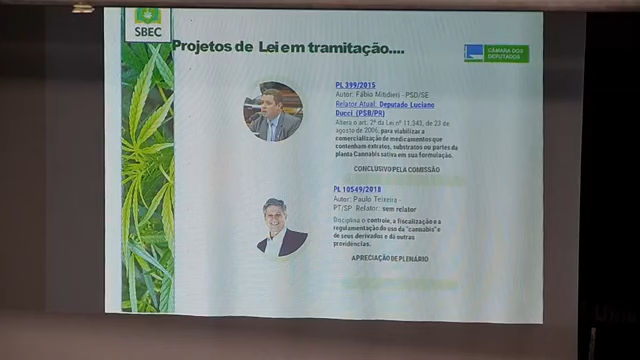 SBEC
Projetos de Lei em tramitação....
CÂMARA DOS
DEPUTADOS
PL 399/2015
Autor: Fábio Mitidieri - PSD/SE
Relator Atual: Deputado Luciano
Ducci (PSB/PR)
Altera o art. 2º da Lei nº 11.343, de 23 de
agosto de 2006, para viabilizar a
comercialização de medicamentos que
contenham extratos, substratos ou partes da
planta Cannabis sativa em sua formulação.
CONCLUSIVO PELA COMISSÃO
PL 10549/2018
Autor: Paulo Teixeira -
PT/SP Relator: sem relator
Disciplina o controle, a fiscalização e a
regulamentação do uso da "cannabis" e
de seus derivados e dá outras
providências.
APRECIAÇÃO DE PLENÁRIO